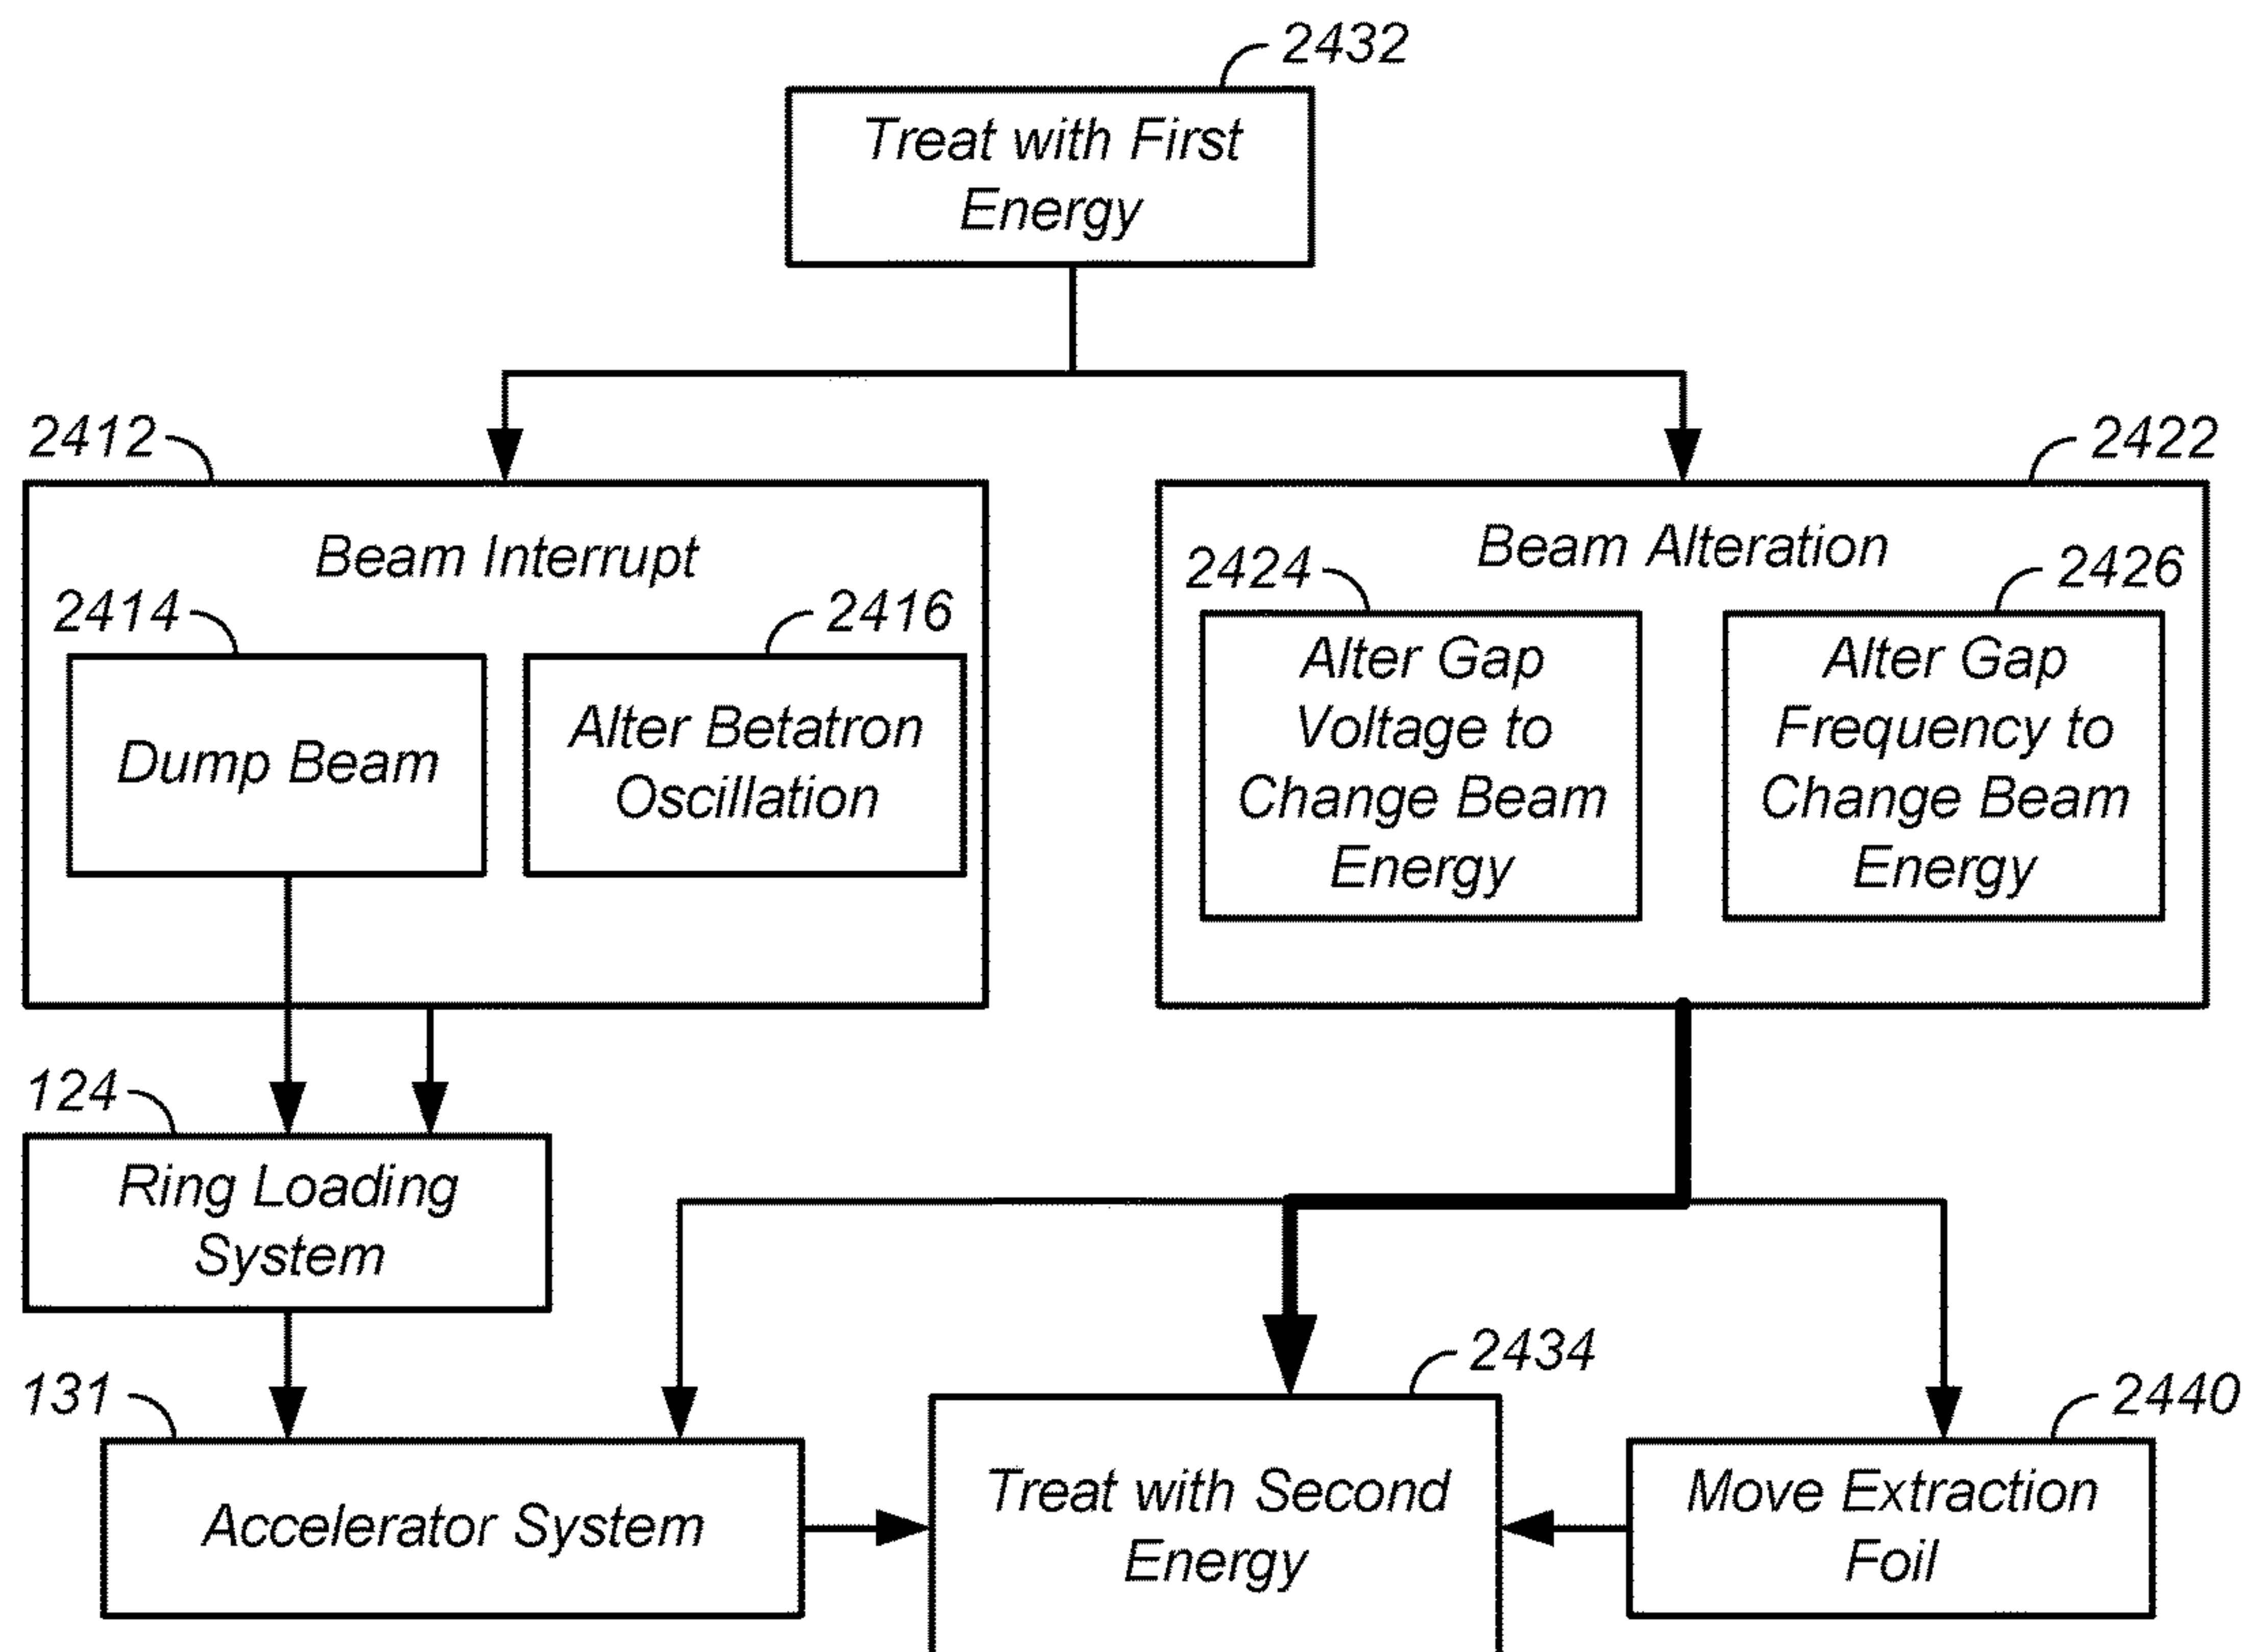 2432
Treat with First
Energy
2412
2422
Beam Interrupt
Beam Alteration
2414
2416
2424
2426
Dump Beam
Alter Betatron
Oscillation
Alter Gap
Voltage to
Change Beam
Energy
Alter Gap
Frequency to
Change Beam
Energy
124
Ring Loading
System
131
Accelerator System
2434
Treat with Second
Energy
2440
Move Extraction
Foil